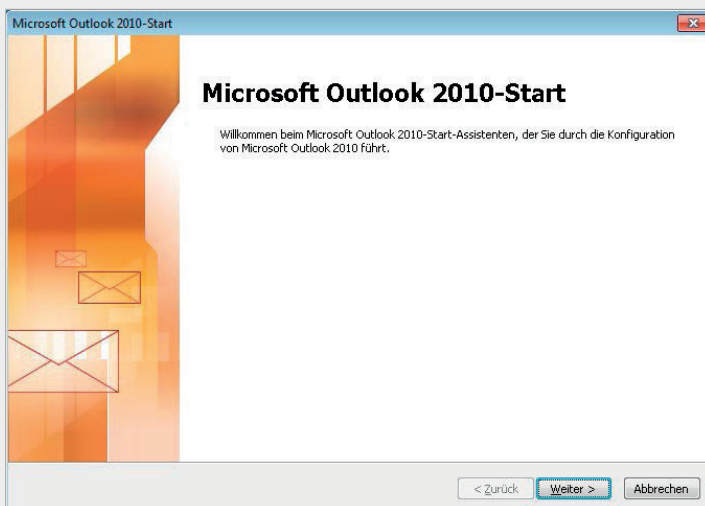 Microsoft Outlook 2010-Start
Microsoft Outlook 2010-Start
Willkommen beim Microsoft Outlook 2010-Start-Assistenten, der Sie durch die Konfiguration
von Microsoft Outlook 2010 führt.
< Zurück Weiter > Abbrechen